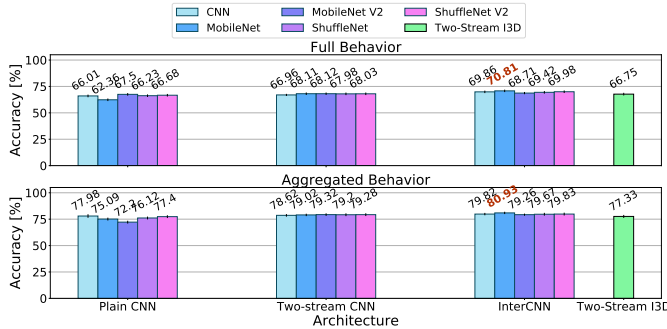 CNN MobileNet V2 ShuffleNet V2
MobileNet ShuffleNet Two-Stream I3D
Full Behavior
Accuracy [%]
100
75
50
25
0
66.01 62.36 67.5 66.23 66.68 66.96 68.11 68.12 67.98 68.03 69.86 70.81 68.71 69.42 69.98 66.75
Aggregated Behavior
Accuracy [%]
100
75
50
25
0
77.98 75.09 72.2 76.12 77.4 78.62 79.02 79.32 79.2 79.28 79.82 80.93 79.26 79.67 79.83 77.33
Plain CNN Two-stream CNN InterCNN Two-Stream I3D
Architecture